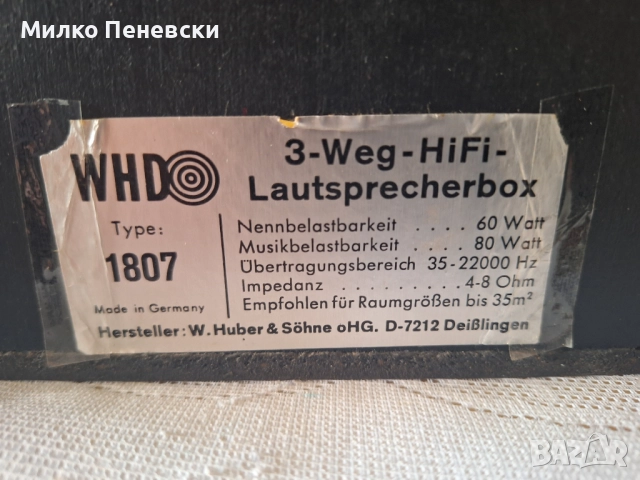 Милко Пеневски
WHD
3-Weg-HiFi-
Lautsprecherbox
Type:
1807
Made in Germany
Nennbelastbarkeit . . . . 60 Watt
Musikbelastbarkeit . . . . 80 Watt
Übertragungsbereich 35-22000 Hz
Impedanz . . . . . . . . . 4-8 Ohm
Empfohlen für Raumgrößen bis 35m²
Hersteller: W. Huber & Söhne oHG. D-7212 Deißlingen
BAZAR